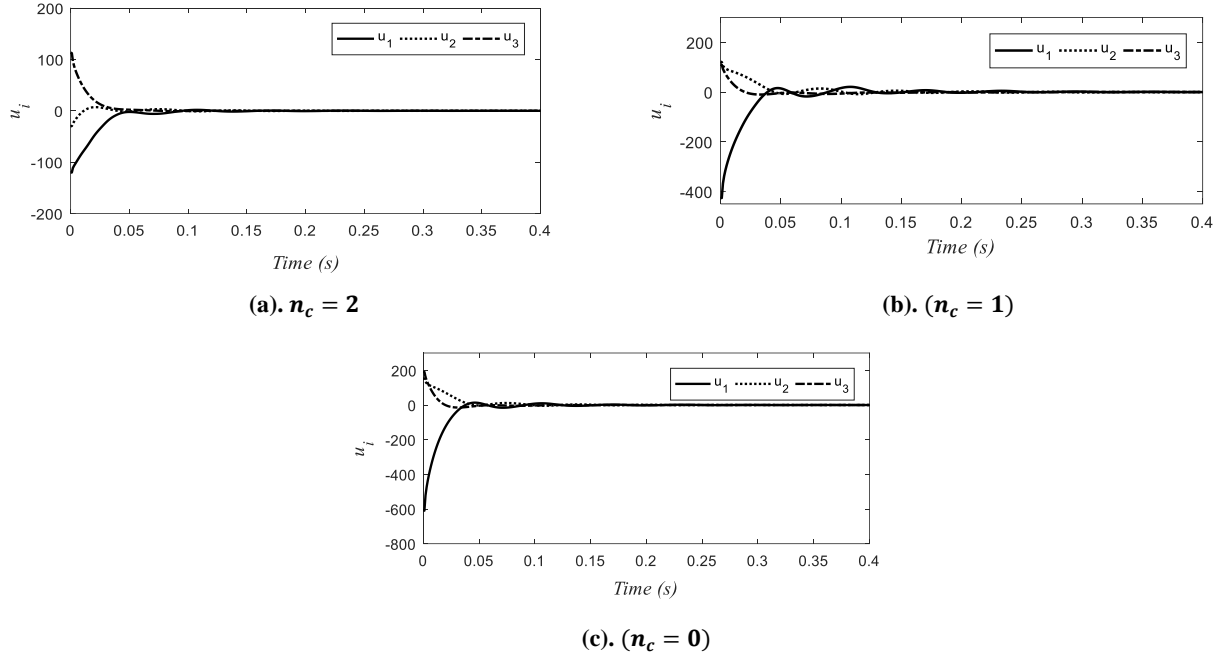 200
100
0
-100
-200
u_i
u_1 u_2 u_3
0 0.05 0.1 0.15 0.2 0.25 0.3 0.35 0.4
Time (s)
(a). n_c = 2
200
0
-200
-400
u_i
u_1 u_2 u_3
0 0.05 0.1 0.15 0.2 0.25 0.3 0.35 0.4
Time (s)
(b). (n_c = 1)
200
0
-200
-400
-600
-800
u_i
u_1 u_2 u_3
0 0.05 0.1 0.15 0.2 0.25 0.3 0.35 0.4
Time (s)
(c). (n_c = 0)